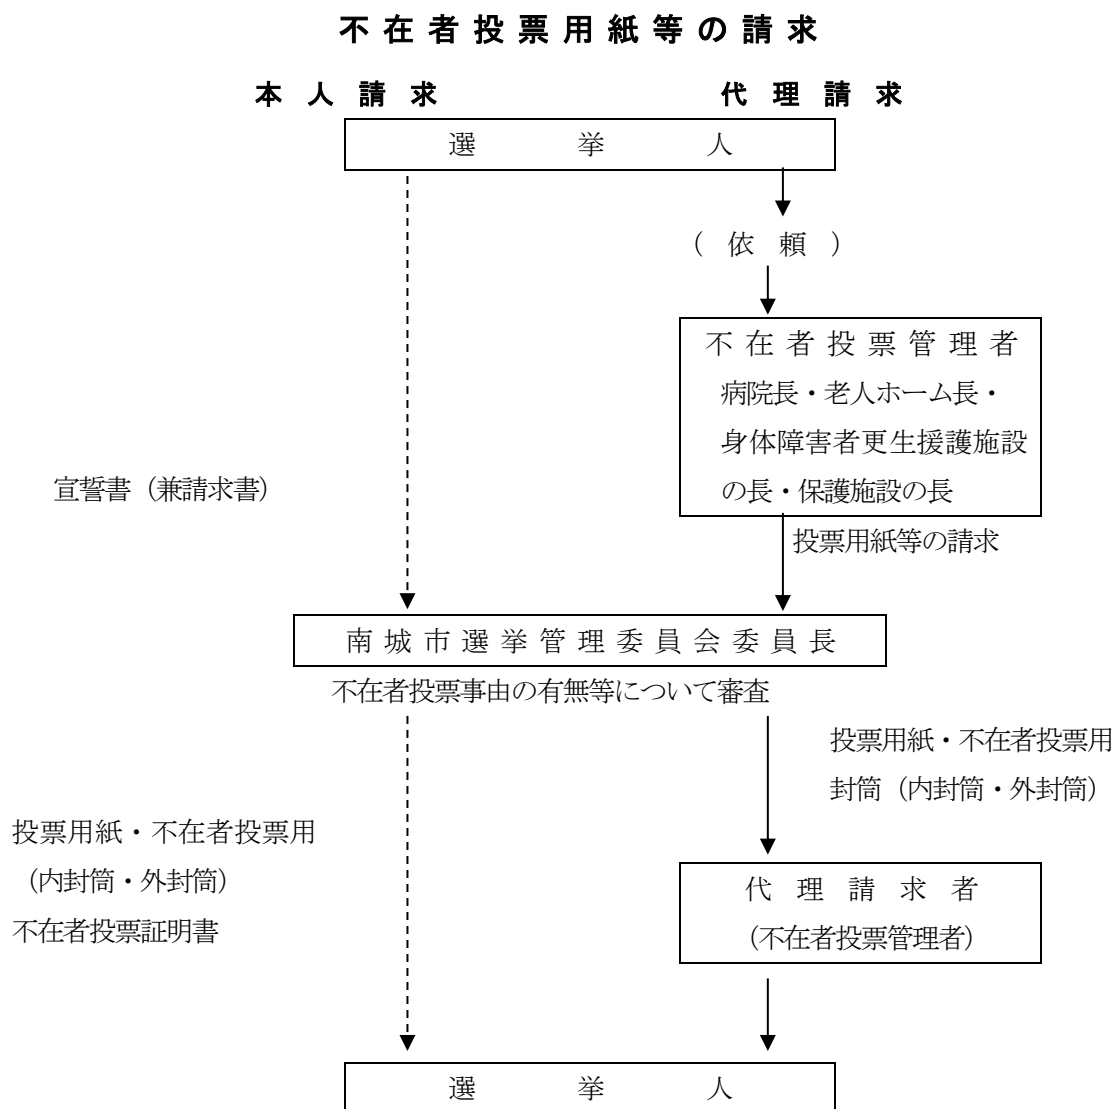 不在者投票用紙等の請求
本人請求 代理請求
選挙人
（依頼）
不在者投票管理者
病院長・老人ホーム長・
身体障害者更生援護施設
の長・保護施設の長
宣誓書（兼請求書）
投票用紙等の請求
南城市選挙管理委員会委員長
不在者投票事由の有無等について審査
投票用紙・不在者投票用
封筒（内封筒・外封筒）
投票用紙・不在者投票用
（内封筒・外封筒）
不在者投票証明書
代理請求者
（不在者投票管理者）
選挙人